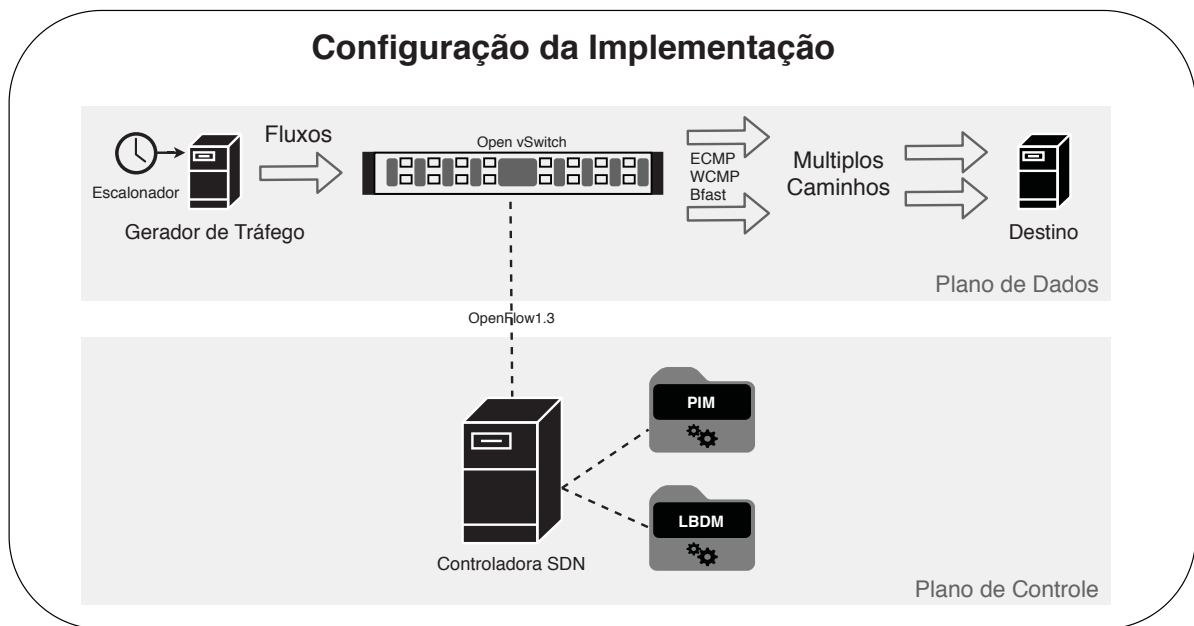 Configuração da Implementação
Fluxos
Open vSwitch
Escalonador
Gerador de Tráfego
ECMP
WCMP
Bfast
Multiplos
Caminhos
Destino
Plano de Dados
OpenFlow1.3
PIM
LBDM
Controladora SDN
Plano de Controle